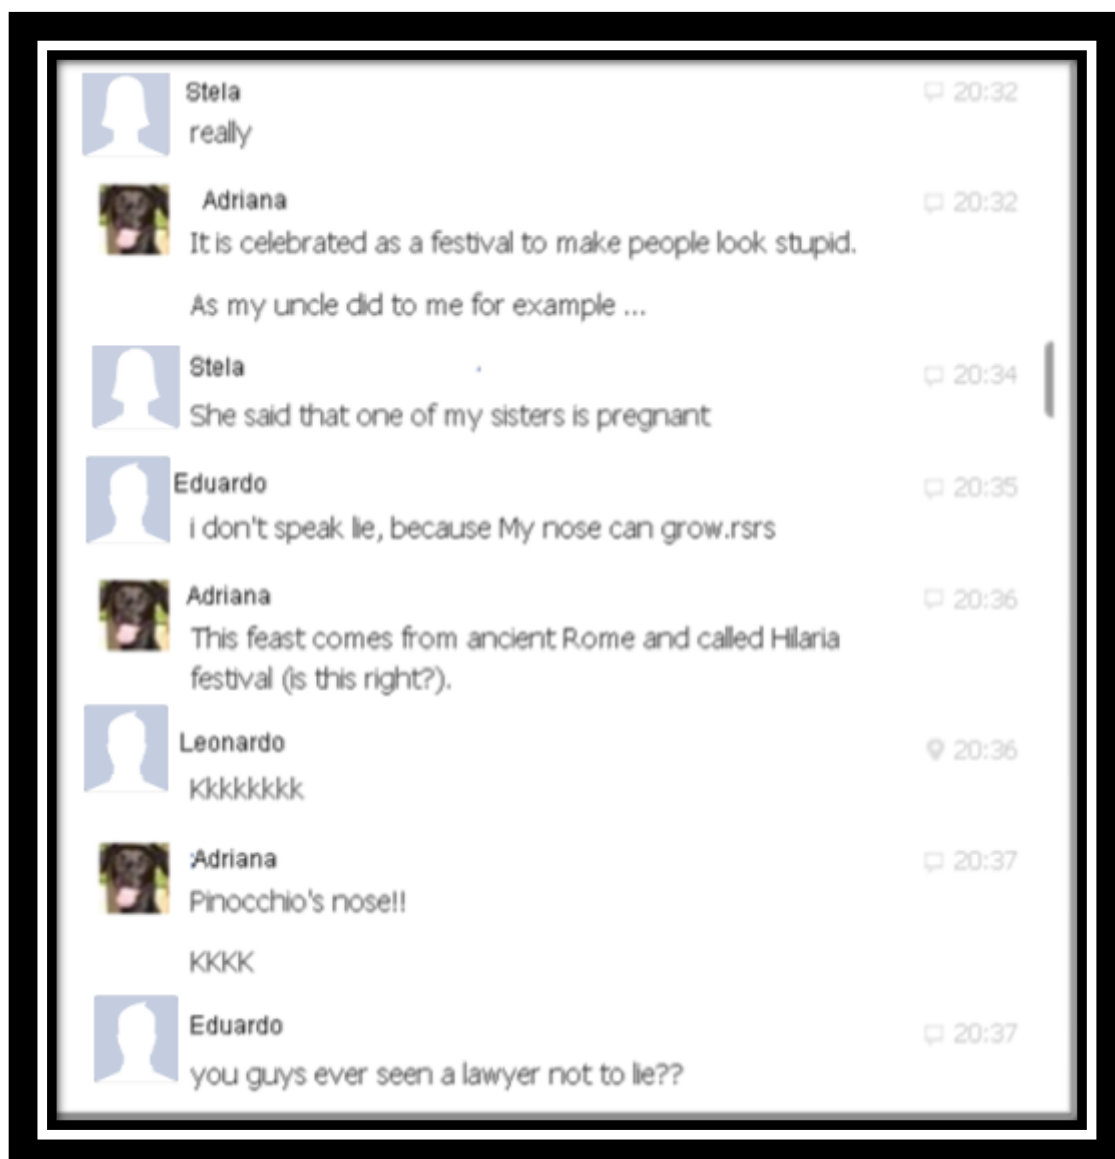 Stela 20:32
really
Adriana 20:32
It is celebrated as a festival to make people look stupid.
As my uncle did to me for example ...
Stela 20:34
She said that one of my sisters is pregnant
Eduardo 20:35
i don't speak lie, because My nose can grow.rsrs
Adriana 20:36
This feast comes from ancient Rome and called Hilaria
festival (is this right?).
Leonardo 20:36
Kkkkkkkk
Adriana 20:37
Pinocchio's nose!!
KKKK
Eduardo 20:37
you guys ever seen a lawyer not to lie??